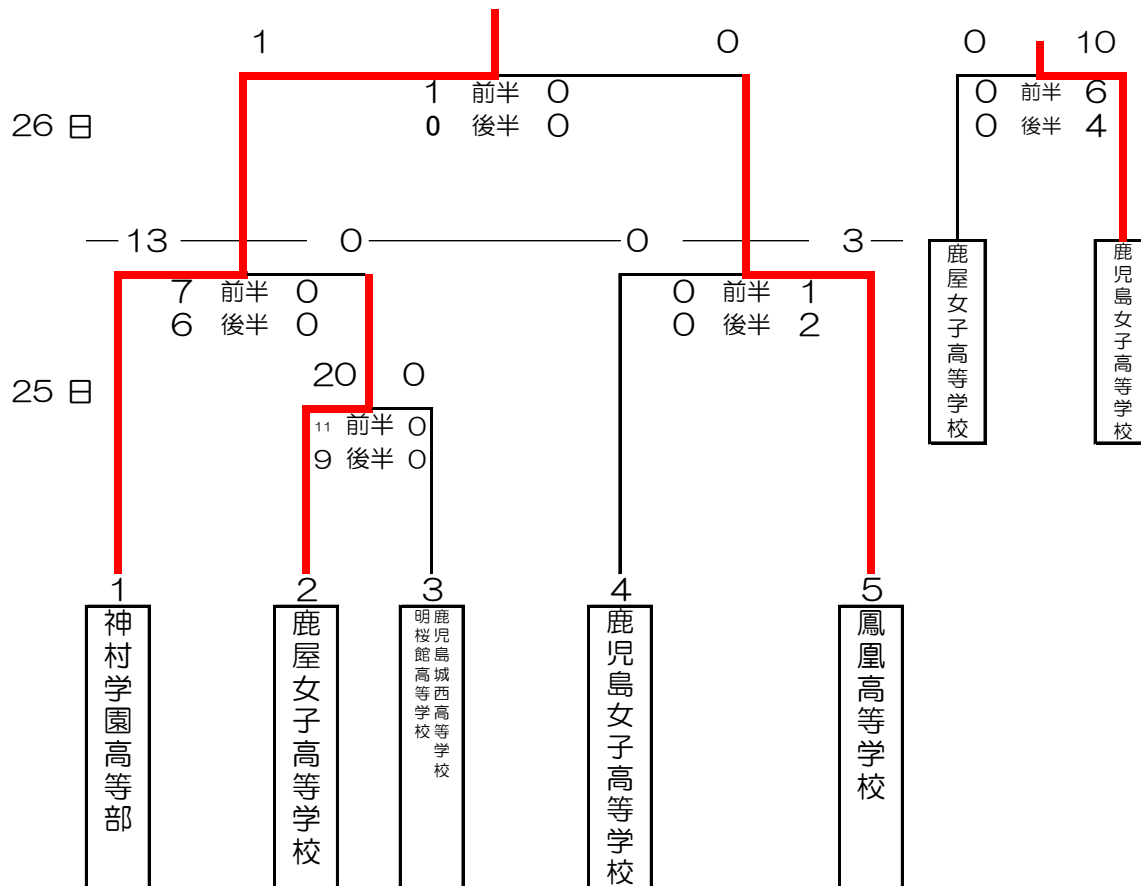 1 0
0 10
1 前半 0
0 後半 0
0 前半 6
0 後半 4
26 日
13 0 0 3
7 前半 0
6 後半 0
0 前半 1
0 後半 2
鹿屋女子高等学校
鹿児島女子高等学校
25 日
20 0
11 前半 0
9 後半 0
1
神村学園高等部
2
鹿屋女子高等学校
3
鹿児島城西高等学校
明桜館高等学校
4
鹿児島女子高等学校
5
鳳凰高等学校